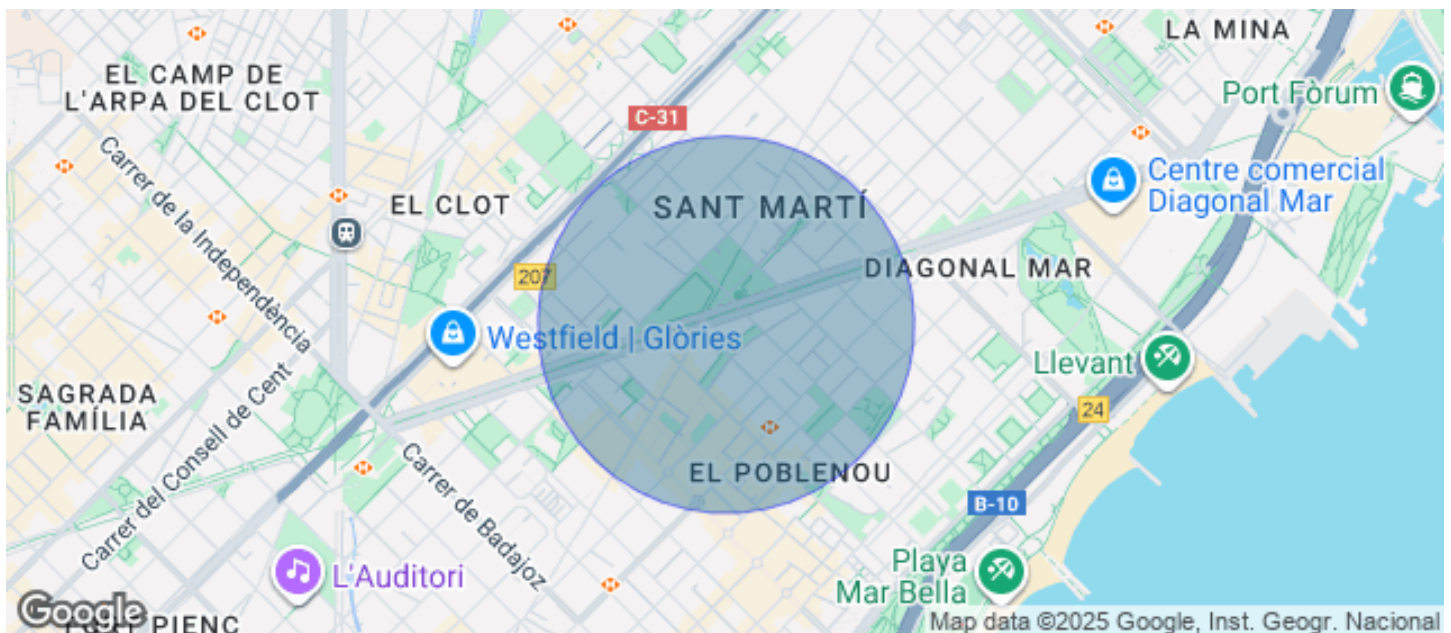 LA MINA
EL CAMP DE
L'ARPA DEL CLOT
Port Fòrum
C-31
Carrer de la Independència
Centre comercial
Diagonal Mar
EL CLOT
SANT MARTÍ
207
DIAGONAL MAR
Westfield | Glòries
Llevant
SAGRADA
FAMÍLIA
24
Carrer del Consell de Cent
Carrer de Badajoz
EL POBLENOU
B-10
L'Auditori
Playa
Mar Bella
Google
PIENC
Map data ©2025 Google, Inst. Geogr. Nacional